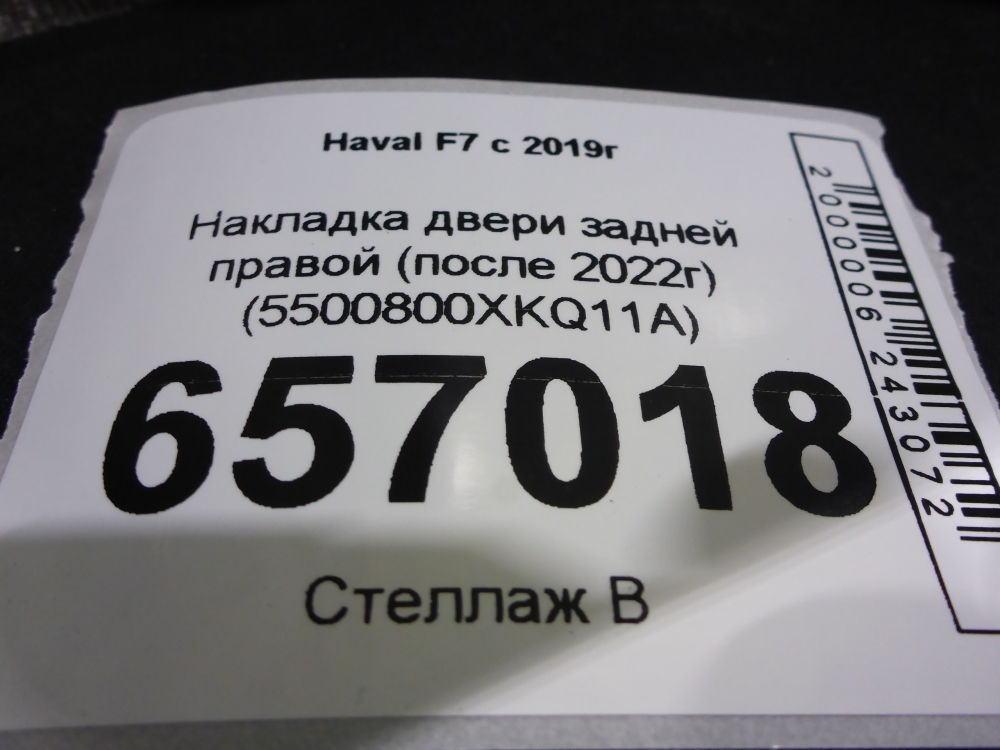 Haval F7 с 2019г
Накладка двери задней
правой (после 2022г)
(5500800XKQ11A)
657018
Стеллаж В
2000006243072